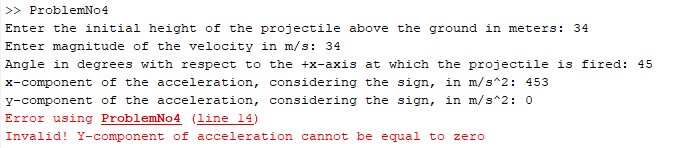 >> ProblemNo4
Enter the initial height of the projectile above the ground in meters: 34
Enter magnitude of the velocity in m/s: 34
Angle in degrees with respect to the +x-axis at which the projectile is fired: 45
x-component of the acceleration, considering the sign, in m/s^2: 453
y-component of the acceleration, considering the sign, in m/s^2: 0
Error using ProblemNo4 (line 14)
Invalid! Y-component of acceleration cannot be equal to zero